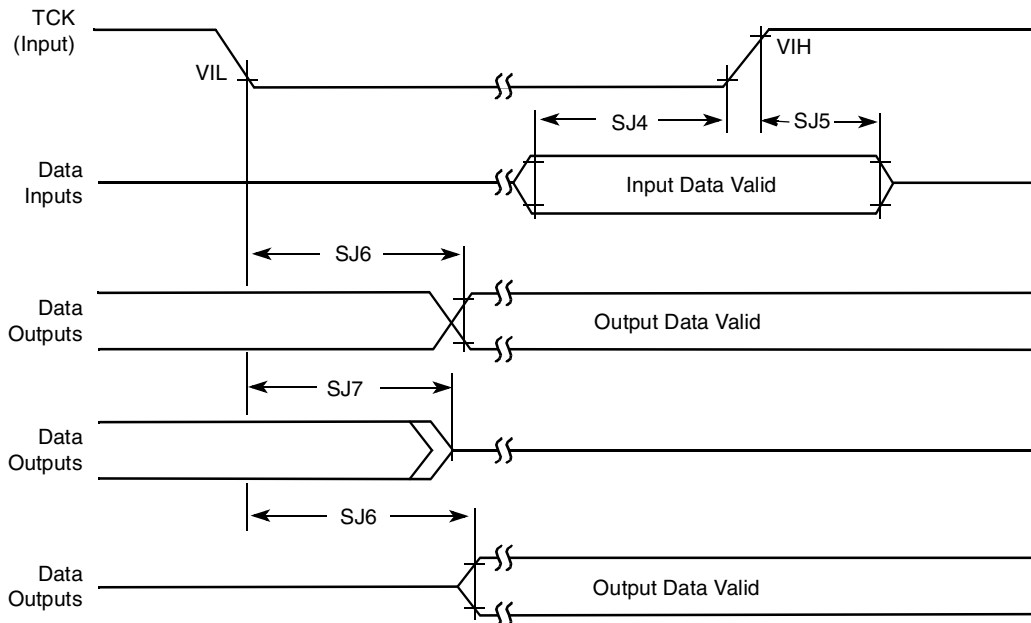 TCK
(Input)
VIL
VIH
SJ4
SJ5
Data
Inputs
Input Data Valid
SJ6
Data
Outputs
Output Data Valid
SJ7
Data
Outputs
SJ6
Data
Outputs
Output Data Valid